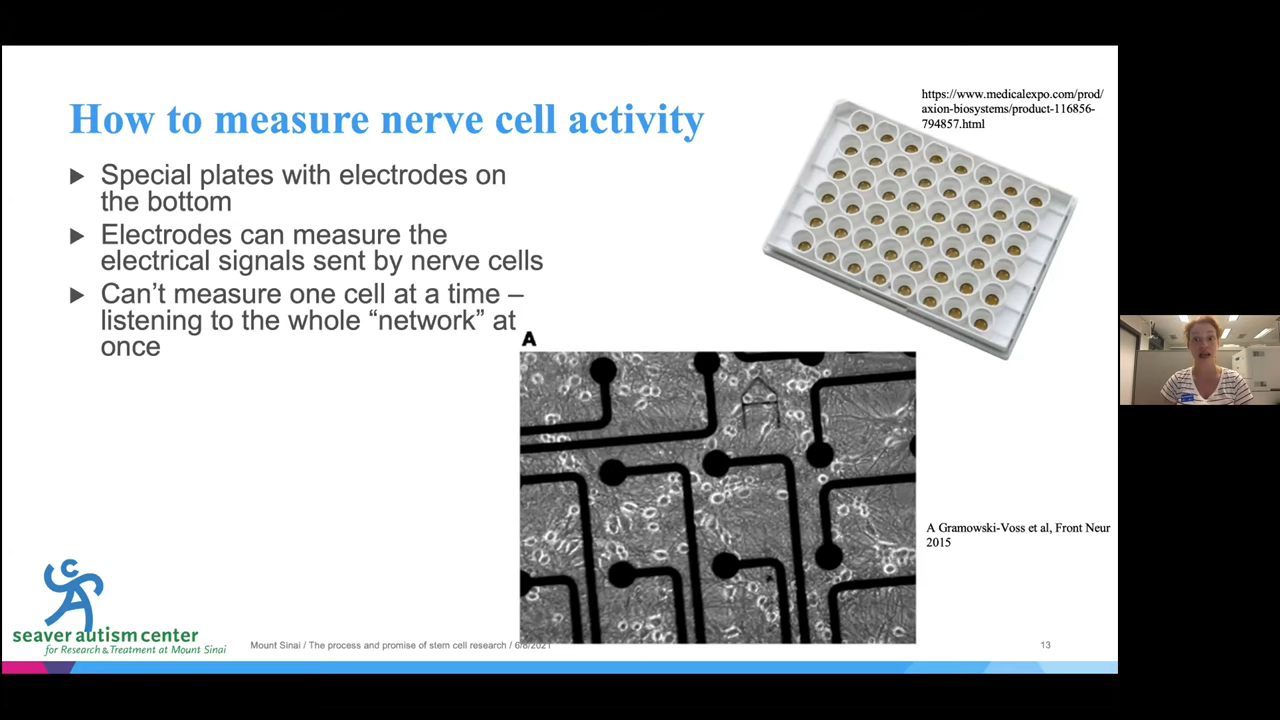 How to measure nerve cell activity
▶ Special plates with electrodes on
the bottom
▶ Electrodes can measure the
electrical signals sent by nerve cells
▶ Can’t measure one cell at a time –
listening to the whole “network” at
once
https://www.medicalexpo.com/prod/
axion-biosystems/product-116856-
794857.html
A
A Gramowski-Voss et al, Front Neur
2015
seaver autism center
for Research & Treatment at Mount Sinai
Mount Sinai / The process and promise of stem cell research / 6/8/2021
13